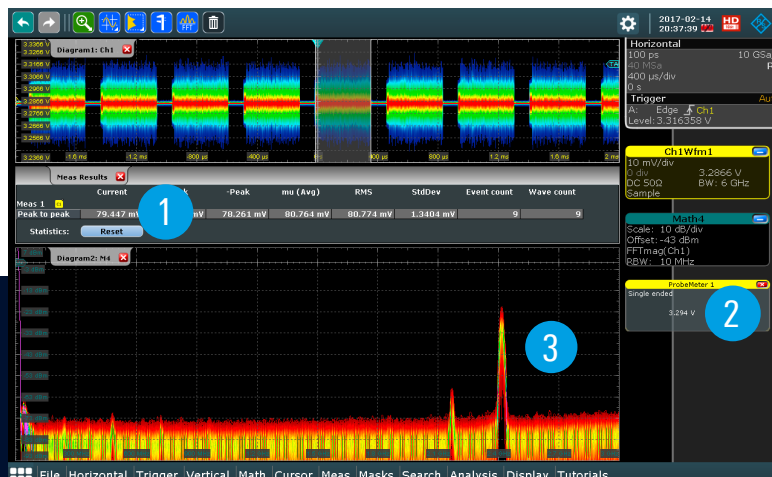 2017-02-14
20:37:39
HD
Diagram1: Ch1
3.3366 V
3.3266 V
3.3166 V
3.3066 V
3.2966 V
3.2866 V
3.2766 V
3.2666 V
3.2566 V
3.2366 V
-1.2 ms
-800 µs
-400 µs
400 µs
800 µs
1.2 ms
1.6 ms
2 ms
TA
Horizontal
100 ps 10 GSa
40 MSa R
400 µs/div
0 s
Trigger Au
A: Edge Ch1
Level: 3.316358 V
Ch1Wfm1
10 mV/div
0 div 3.2866 V
DC 50Ω BW: 6 GHz
Sample
Math4
Scale: 10 dB/div
Offset: -43 dBm
FFTmag(Ch1)
RBW: 10 MHz
ProbeMeter 1
Single ended
3.294 V
2
Meas Results
Current -Peak mu (Avg) RMS StdDev Event count Wave count
Meas 1
Peak to peak 79.447 mV 78.261 mV 80.764 mV 80.774 mV 1.3404 mV 9 9
Statistics: Reset
1
Diagram2: M4
3
File Horizontal Trigger Vertical Math Cursor Meas Masks Search Analysis Display Tutorials